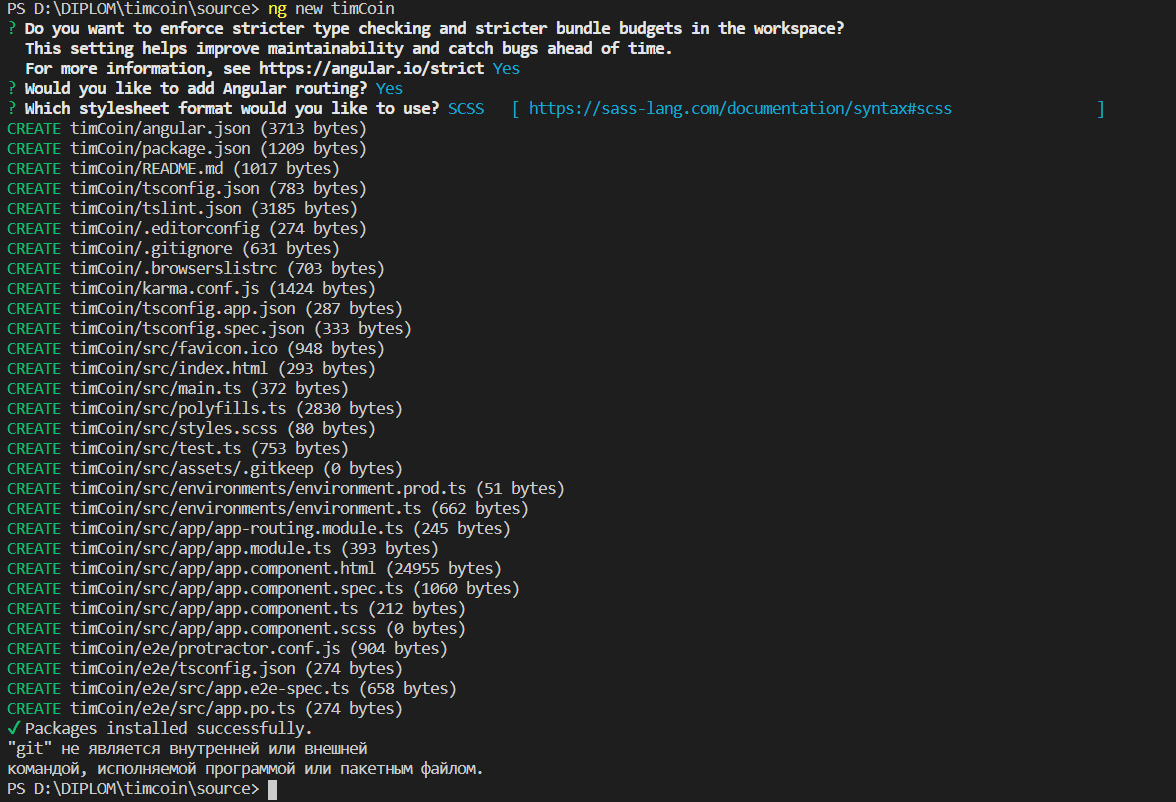 PS D:\DIPLOM\timcoin\source> ng new timCoin
? Do you want to enforce stricter type checking and stricter bundle budgets in the workspace?
  This setting helps improve maintainability and catch bugs ahead of time.
  For more information, see https://angular.io/strict Yes
? Would you like to add Angular routing? Yes
? Which stylesheet format would you like to use? SCSS   [ https://sass-lang.com/documentation/syntax#scss                ]
CREATE timCoin/angular.json (3713 bytes)
CREATE timCoin/package.json (1209 bytes)
CREATE timCoin/README.md (1017 bytes)
CREATE timCoin/tsconfig.json (783 bytes)
CREATE timCoin/tslint.json (3185 bytes)
CREATE timCoin/.editorconfig (274 bytes)
CREATE timCoin/.gitignore (631 bytes)
CREATE timCoin/.browserslistrc (703 bytes)
CREATE timCoin/karma.conf.js (1424 bytes)
CREATE timCoin/tsconfig.app.json (287 bytes)
CREATE timCoin/tsconfig.spec.json (333 bytes)
CREATE timCoin/src/favicon.ico (948 bytes)
CREATE timCoin/src/index.html (293 bytes)
CREATE timCoin/src/main.ts (372 bytes)
CREATE timCoin/src/polyfills.ts (2830 bytes)
CREATE timCoin/src/styles.scss (80 bytes)
CREATE timCoin/src/test.ts (753 bytes)
CREATE timCoin/src/assets/.gitkeep (0 bytes)
CREATE timCoin/src/environments/environment.prod.ts (51 bytes)
CREATE timCoin/src/environments/environment.ts (662 bytes)
CREATE timCoin/src/app/app-routing.module.ts (245 bytes)
CREATE timCoin/src/app/app.module.ts (393 bytes)
CREATE timCoin/src/app/app.component.html (24955 bytes)
CREATE timCoin/src/app/app.component.spec.ts (1060 bytes)
CREATE timCoin/src/app/app.component.ts (212 bytes)
CREATE timCoin/src/app/app.component.scss (0 bytes)
CREATE timCoin/e2e/protractor.conf.js (904 bytes)
CREATE timCoin/e2e/tsconfig.json (274 bytes)
CREATE timCoin/e2e/src/app.e2e-spec.ts (658 bytes)
CREATE timCoin/e2e/src/app.po.ts (274 bytes)
✓ Packages installed successfully.
"git" не является внутренней или внешней
командой, исполняемой программой или пакетным файлом.
PS D:\DIPLOM\timcoin\source>